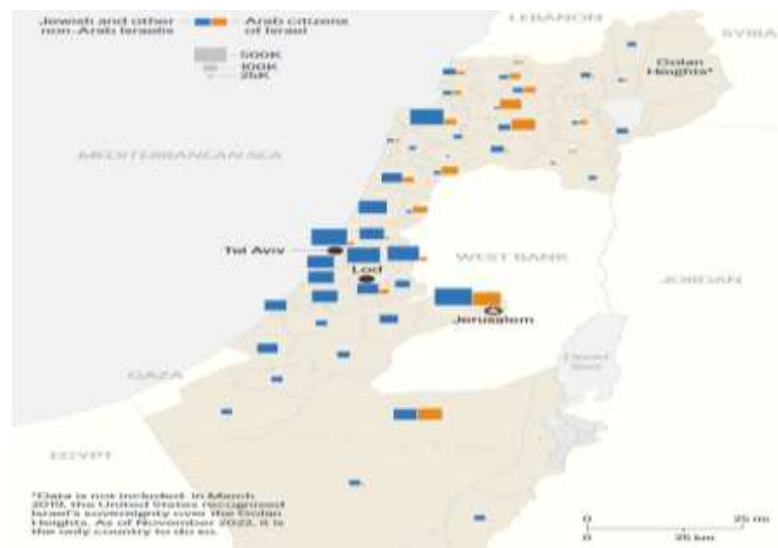 Jewish and other
non-Arab Israelis
Arab citizens
of Israel
500K
100K
25K
LEBANON
SYRIA
Golan
Heights*
MEDITERRANEAN SEA
Tel Aviv
Lod
WEST BANK
JORDAN
Jerusalem
Dead
Sea
GAZA
EGYPT
*Data is not included. In March
2019, the United States recognized
Israel's sovereignty over the Golan
Heights. As of November 2023, it is
the only country to do so.
0 25 mi
0 25 km